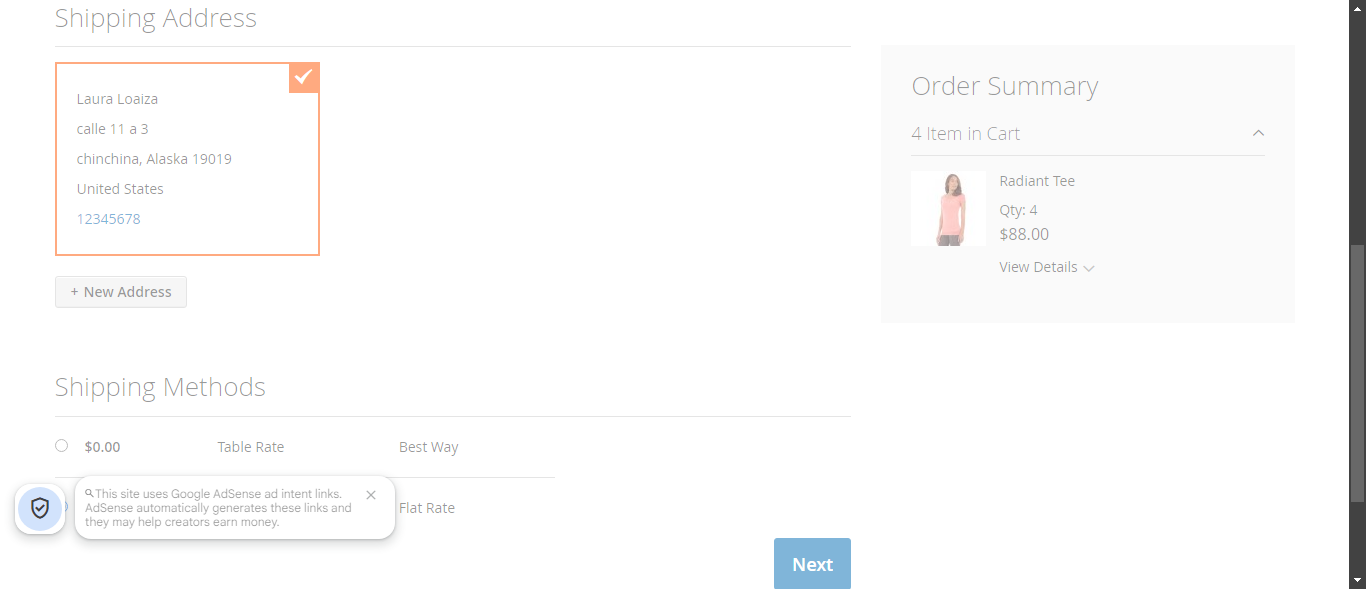 Shipping Address
Laura Loaiza
calle 11 a 3
chinchina, Alaska 19019
United States
12345678
+ New Address
Order Summary
4 Item in Cart
Radiant Tee
Qty: 4
$88.00
View Details
Shipping Methods
$0.00 Table Rate Best Way
Flat Rate
This site uses Google AdSense ad intent links.
AdSense automatically generates these links and
they may help creators earn money.
Next